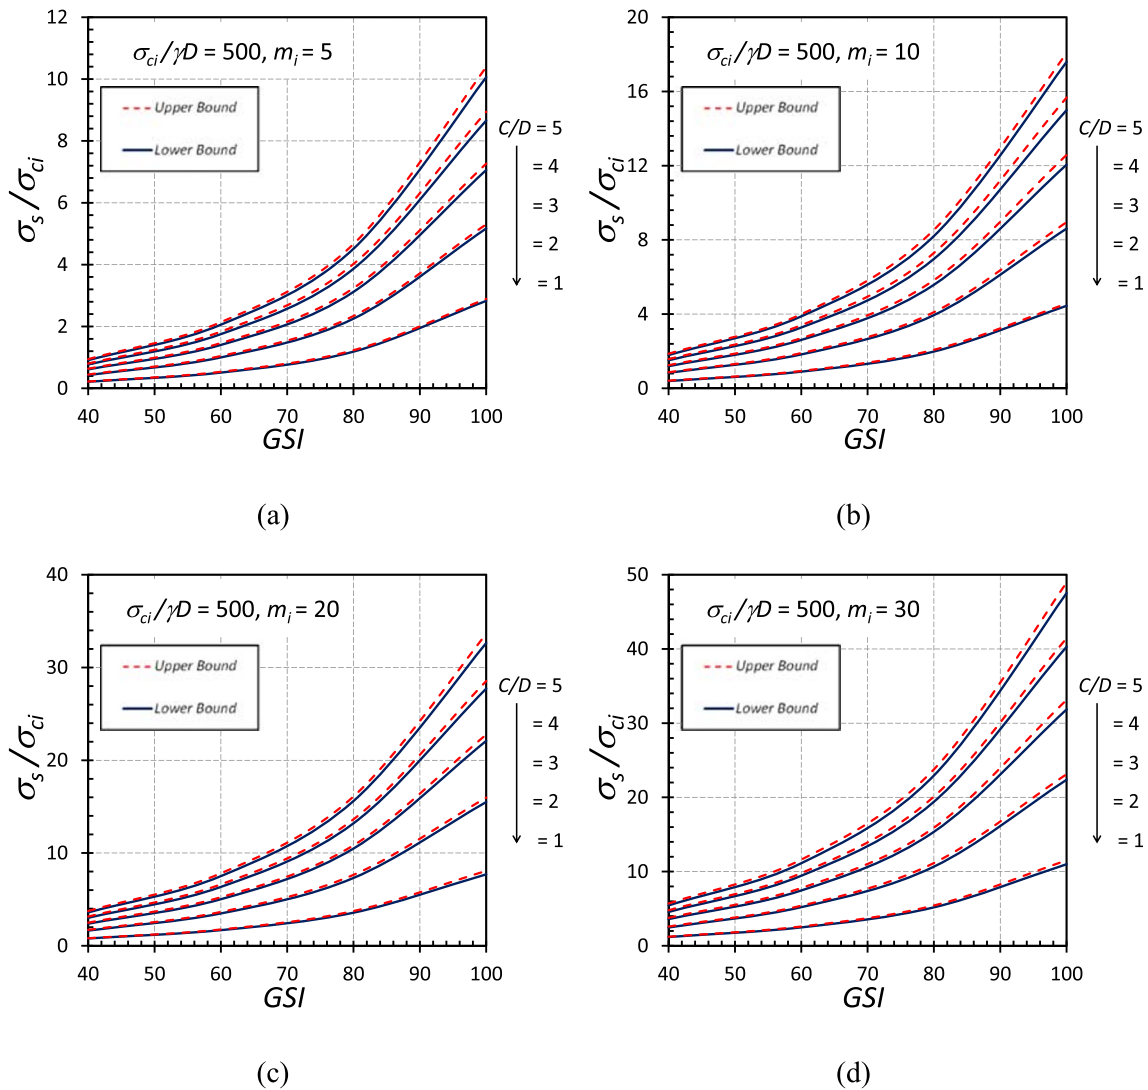 σci/γD = 500, mi = 5
Upper Bound
Lower Bound
12
10
8
6
4
2
0
σs/σci
40 50 60 70 80 90 100
GSI
C/D = 5
= 4
= 3
= 2
= 1
(a)
σci/γD = 500, mi = 10
Upper Bound
Lower Bound
20
16
12
8
4
0
σs/σci
40 50 60 70 80 90 100
GSI
C/D = 5
= 4
= 3
= 2
= 1
(b)
σci/γD = 500, mi = 20
Upper Bound
Lower Bound
40
30
20
10
0
σs/σci
40 50 60 70 80 90 100
GSI
C/D = 5
= 4
= 3
= 2
= 1
(c)
σci/γD = 500, mi = 30
Upper Bound
Lower Bound
50
40
30
20
10
0
σs/σci
40 50 60 70 80 90 100
GSI
C/D = 5
= 4
= 3
= 2
= 1
(d)